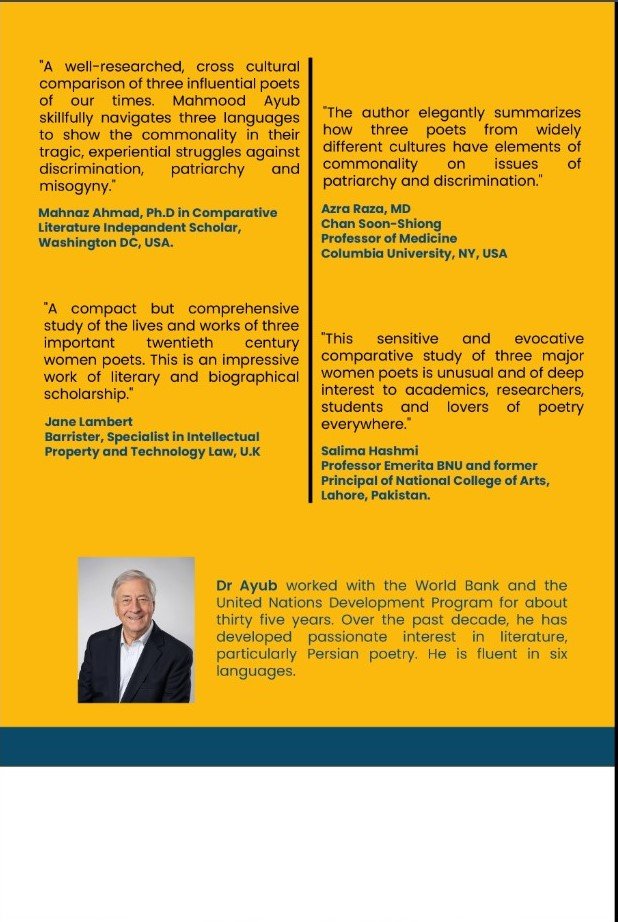 "A well-researched, cross cultural
comparison of three influential poets
of our times. Mahmood Ayub
skillfully navigates three languages
to show the commonality in their
tragic, experiential struggles against
discrimination, patriarchy and
misogyny."
Mahnaz Ahmad, Ph.D in Comparative
Literature Indepandent Scholar,
Washington DC, USA.
"A compact but comprehensive
study of the lives and works of three
important twentieth century
women poets. This is an impressive
work of literary and biographical
scholarship."
Jane Lambert
Barrister, Specialist in Intellectual
Property and Technology Law, U.K
"The author elegantly summarizes
how three poets from widely
different cultures have elements of
commonality on issues of
patriarchy and discrimination."
Azra Raza, MD
Chan Soon-Shiong
Professor of Medicine
Columbia University, NY, USA
"This sensitive and evocative
comparative study of three major
women poets is unusual and of deep
interest to academics, researchers,
students and lovers of poetry
everywhere."
Salima Hashmi
Professor Emerita BNU and former
Principal of National College of Arts,
Lahore, Pakistan.
Dr Ayub worked with the World Bank and the
United Nations Development Program for about
thirty five years. Over the past decade, he has
developed passionate interest in literature,
particularly Persian poetry. He is fluent in six
languages.